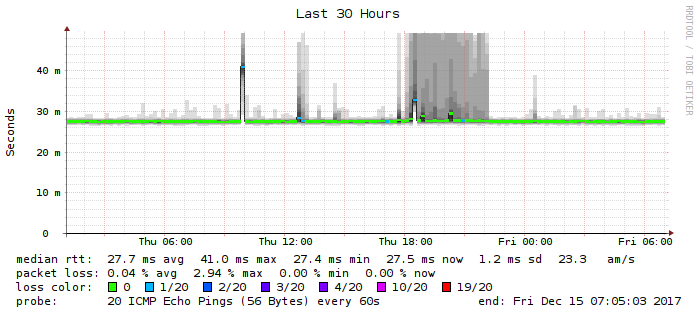 Last 30 Hours
RRDTOOL / TOBI OETIKER
Seconds
40 m
30 m
20 m
10 m
0
Thu 06:00 Thu 12:00 Thu 18:00 Fri 00:00 Fri 06:00
median rtt: 27.7 ms avg 41.0 ms max 27.4 ms min 27.5 ms now 1.2 ms sd 23.3 am/s
packet loss: 0.04 % avg 2.94 % max 0.00 % min 0.00 % now
loss color: 0 1/20 2/20 3/20 4/20 10/20 19/20
probe: 20 ICMP Echo Pings (56 Bytes) every 60s end: Fri Dec 15 07:05:03 2017